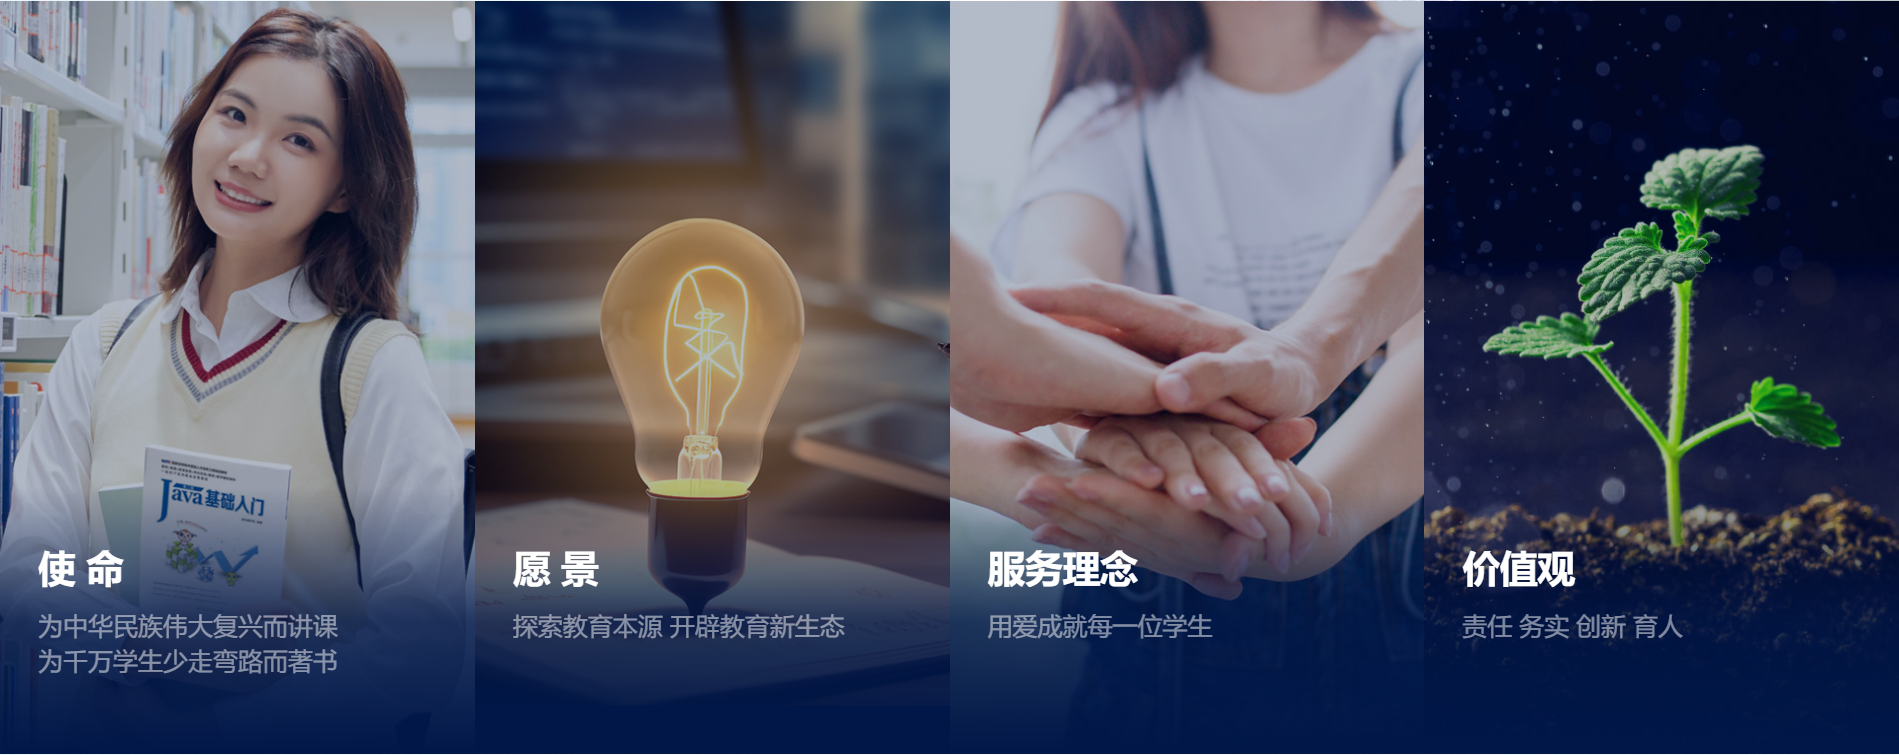 Java基础入门
使命
为中华民族伟大复兴而讲课
为千万学生少走弯路而著书
愿景
探索教育本源 开辟教育新生态
服务理念
用爱成就每一位学生
价值观
责任 务实 创新 育人